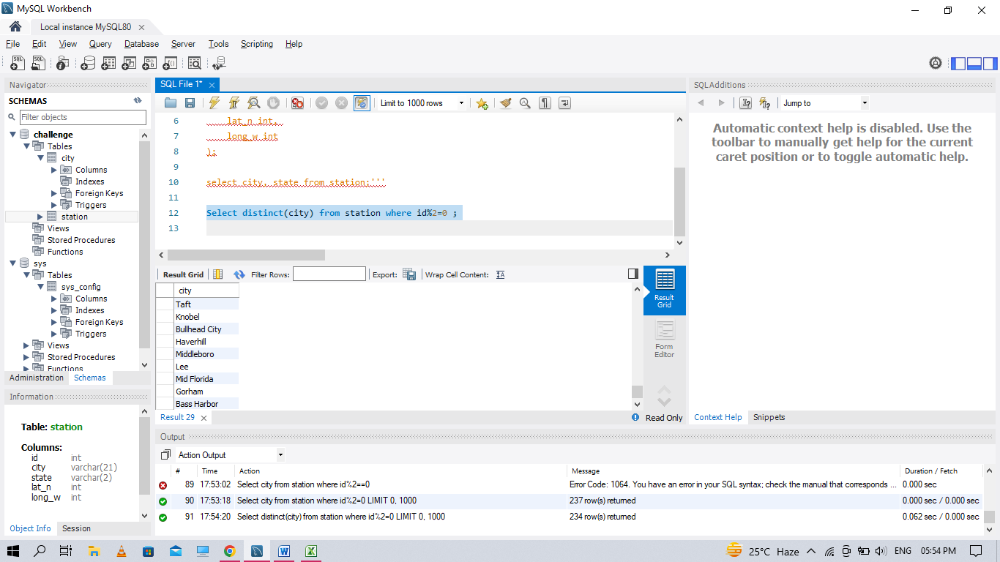 MySQL Workbench
Local instance MySQL80
File Edit View Query Database Server Tools Scripting Help
Navigator
SCHEMAS
Filter objects
challenge
Tables
city
Columns
Indexes
Foreign Keys
Triggers
station
Views
Stored Procedures
Functions
sys
Tables
sys_config
Columns
Indexes
Foreign Keys
Triggers
Views
Stored Procedures
Functions
Administration Schemas
Information
Table: station
Columns:
id int
city varchar(21)
state varchar(2)
lat_n int
long_w int
Object Info Session
SQL File 1*
Limit to 1000 rows
6 lat_n int,
7 long_w int
8 );
9
10 select city, state from station;'''
11
12 Select distinct(city) from station where id%2=0 ;
13
Result Grid Filter Rows: Export: Wrap Cell Content:
city
Taft
Knobel
Bullhead City
Haverhill
Middleboro
Lee
Mid Florida
Gorham
Bass Harbor
Result Grid
Form Editor
Result 29 Read Only
SQLAdditions
Jump to
Automatic context help is disabled. Use the
toolbar to manually get help for the current
caret position or to toggle automatic help.
Context Help Snippets
Output
Action Output
# Time Action Message Duration / Fetch
89 17:53:02 Select city from station where id%2==0 Error Code: 1064. You have an error in your SQL syntax; check the manual that corresponds ... 0.000 sec
90 17:53:18 Select city from station where id%2=0 LIMIT 0, 1000 237 row(s) returned 0.000 sec / 0.000 sec
91 17:54:20 Select distinct(city) from station where id%2=0 LIMIT 0, 1000 234 row(s) returned 0.062 sec / 0.000 sec
25°C Haze ENG 05:54 PM